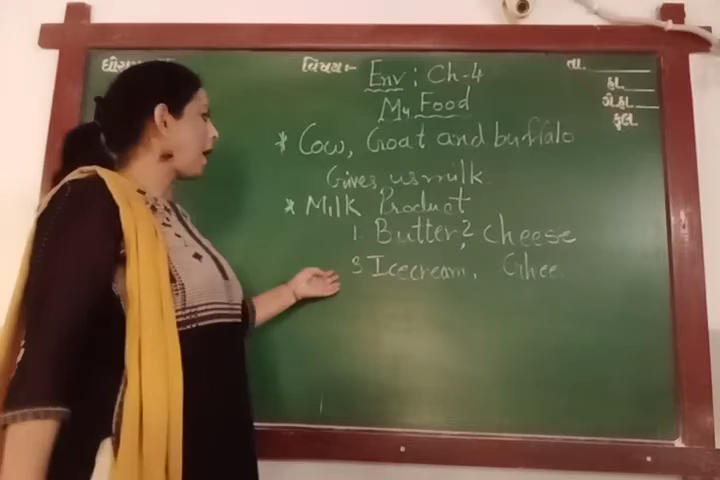 ધોરણ
વિષય:- Env : Ch-4
તા.
હા.
ગે.હા.
કુલ
My Food
* Cow, Goat and buffalo
Gives us milk
* Milk Product
1. Butter, 2 cheese
3 Icecream, Ghee